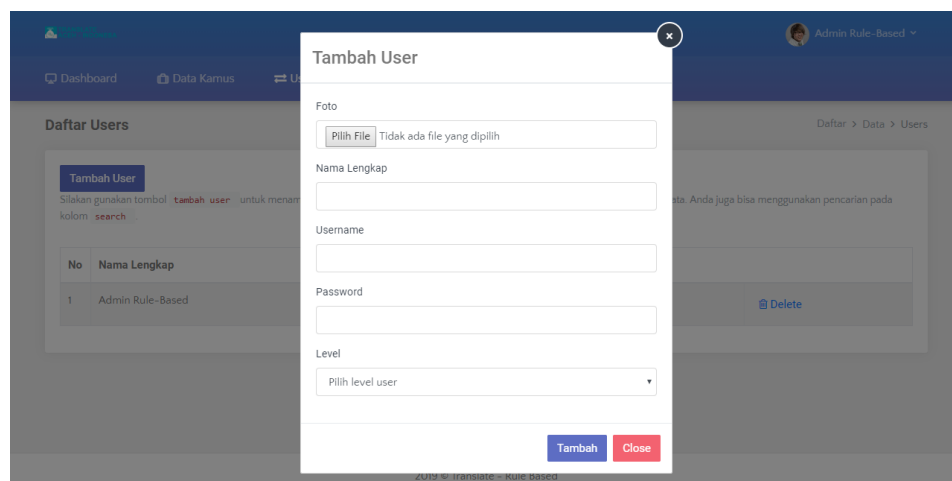 Admin Rule-Based
x
Tambah User
Dashboard
Data Kamus
Us
Foto
Daftar Users
Daftar > Data > Users
Pilih File Tidak ada file yang dipilih
Nama Lengkap
Tambah User
Silakan gunakan tombol tambah user untuk menam
ata. Anda juga bisa menggunakan pencarian pada
kolom search .
Username
No Nama Lengkap
Password
1 Admin Rule-Based
Delete
Level
Pilih level user
Tambah Close
2019 © Translate - Rule Based